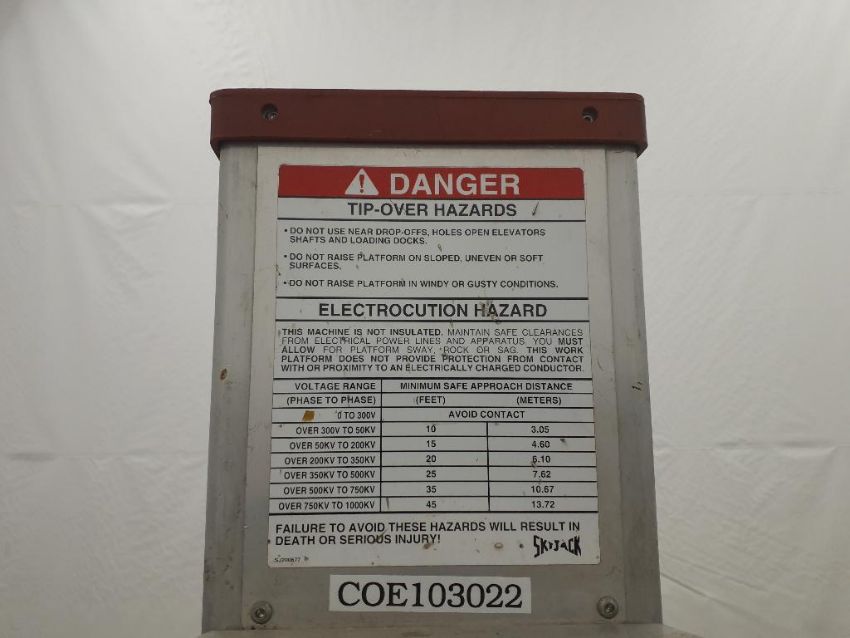 DANGER
TIP-OVER HAZARDS
• DO NOT USE NEAR DROP-OFFS, HOLES OPEN ELEVATORS
SHAFTS AND LOADING DOCKS.
• DO NOT RAISE PLATFORM ON SLOPED, UNEVEN OR SOFT
SURFACES.
• DO NOT RAISE PLATFORM IN WINDY OR GUSTY CONDITIONS.
ELECTROCUTION HAZARD
THIS MACHINE IS NOT INSULATED. MAINTAIN SAFE CLEARANCES
FROM ELECTRICAL POWER LINES AND APPARATUS. YOU MUST
ALLOW FOR PLATFORM SWAY, ROCK OR SAG. THIS WORK
PLATFORM DOES NOT PROVIDE PROTECTION FROM CONTACT
WITH OR PROXIMITY TO AN ELECTRICALLY CHARGED CONDUCTOR.
VOLTAGE RANGE MINIMUM SAFE APPROACH DISTANCE
(PHASE TO PHASE) (FEET) (METERS)
0 TO 300V AVOID CONTACT
OVER 300V TO 50KV 10 3.05
OVER 50KV TO 200KV 15 4.60
OVER 200KV TO 350KV 20 6.10
OVER 350KV TO 500KV 25 7.62
OVER 500KV TO 750KV 35 10.67
OVER 750KV TO 1000KV 45 13.72
FAILURE TO AVOID THESE HAZARDS WILL RESULT IN
DEATH OR SERIOUS INJURY!
SKYJACK
COE103022